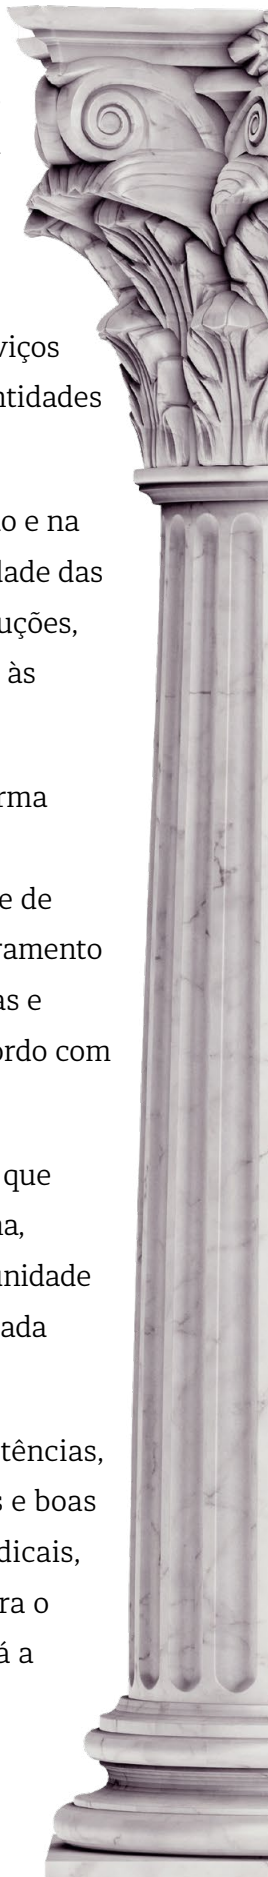 viços
ntidades
o e na
dade das
uções,
às
rma
e de
ramento
as e
ordo com
que
na,
unidade
ada
tências,
s e boas
dicais,
ra o
á a